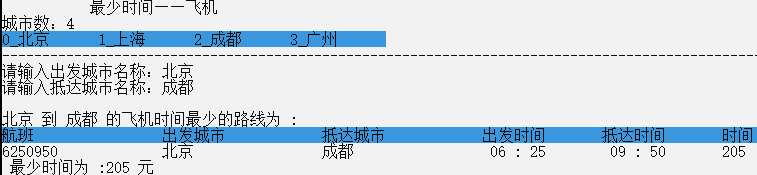 最少时间——飞机
城市数: 4
0_北京 1_上海 2_成都 3_广州
请输入出发城市名称: 北京
请输入抵达城市名称: 成都
北京 到 成都 的飞机时间最少的路线为 :
航班 出发城市 抵达城市 出发时间 抵达时间 时间
6250950 北京 成都 06 : 25 09 : 50 205
最少时间为 :205 元